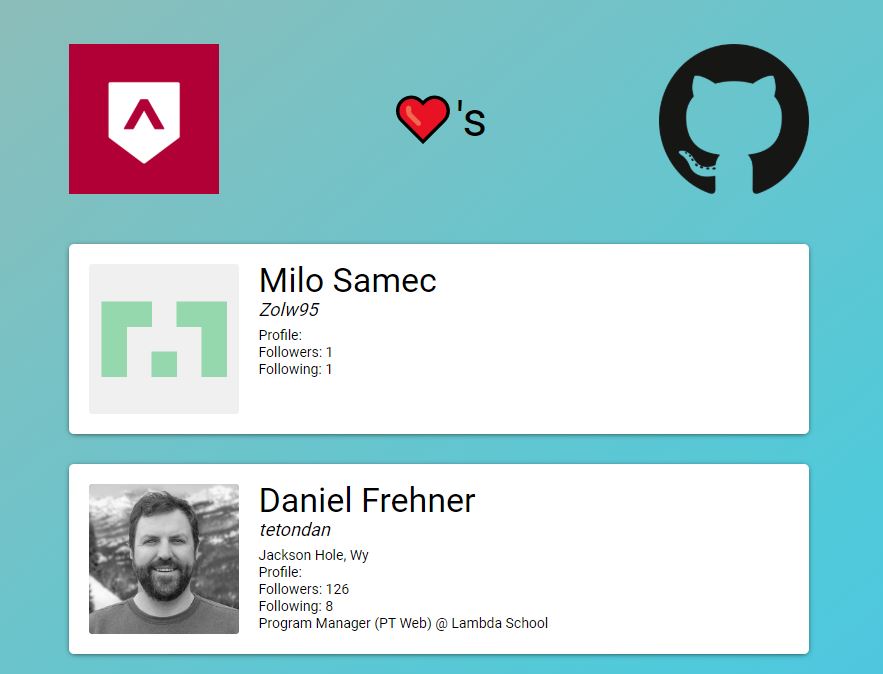 's
Milo Samec
Zolw95
Profile:
Followers: 1
Following: 1
Daniel Frehner
tetondan
Jackson Hole, Wy
Profile:
Followers: 126
Following: 8
Program Manager (PT Web) @ Lambda School